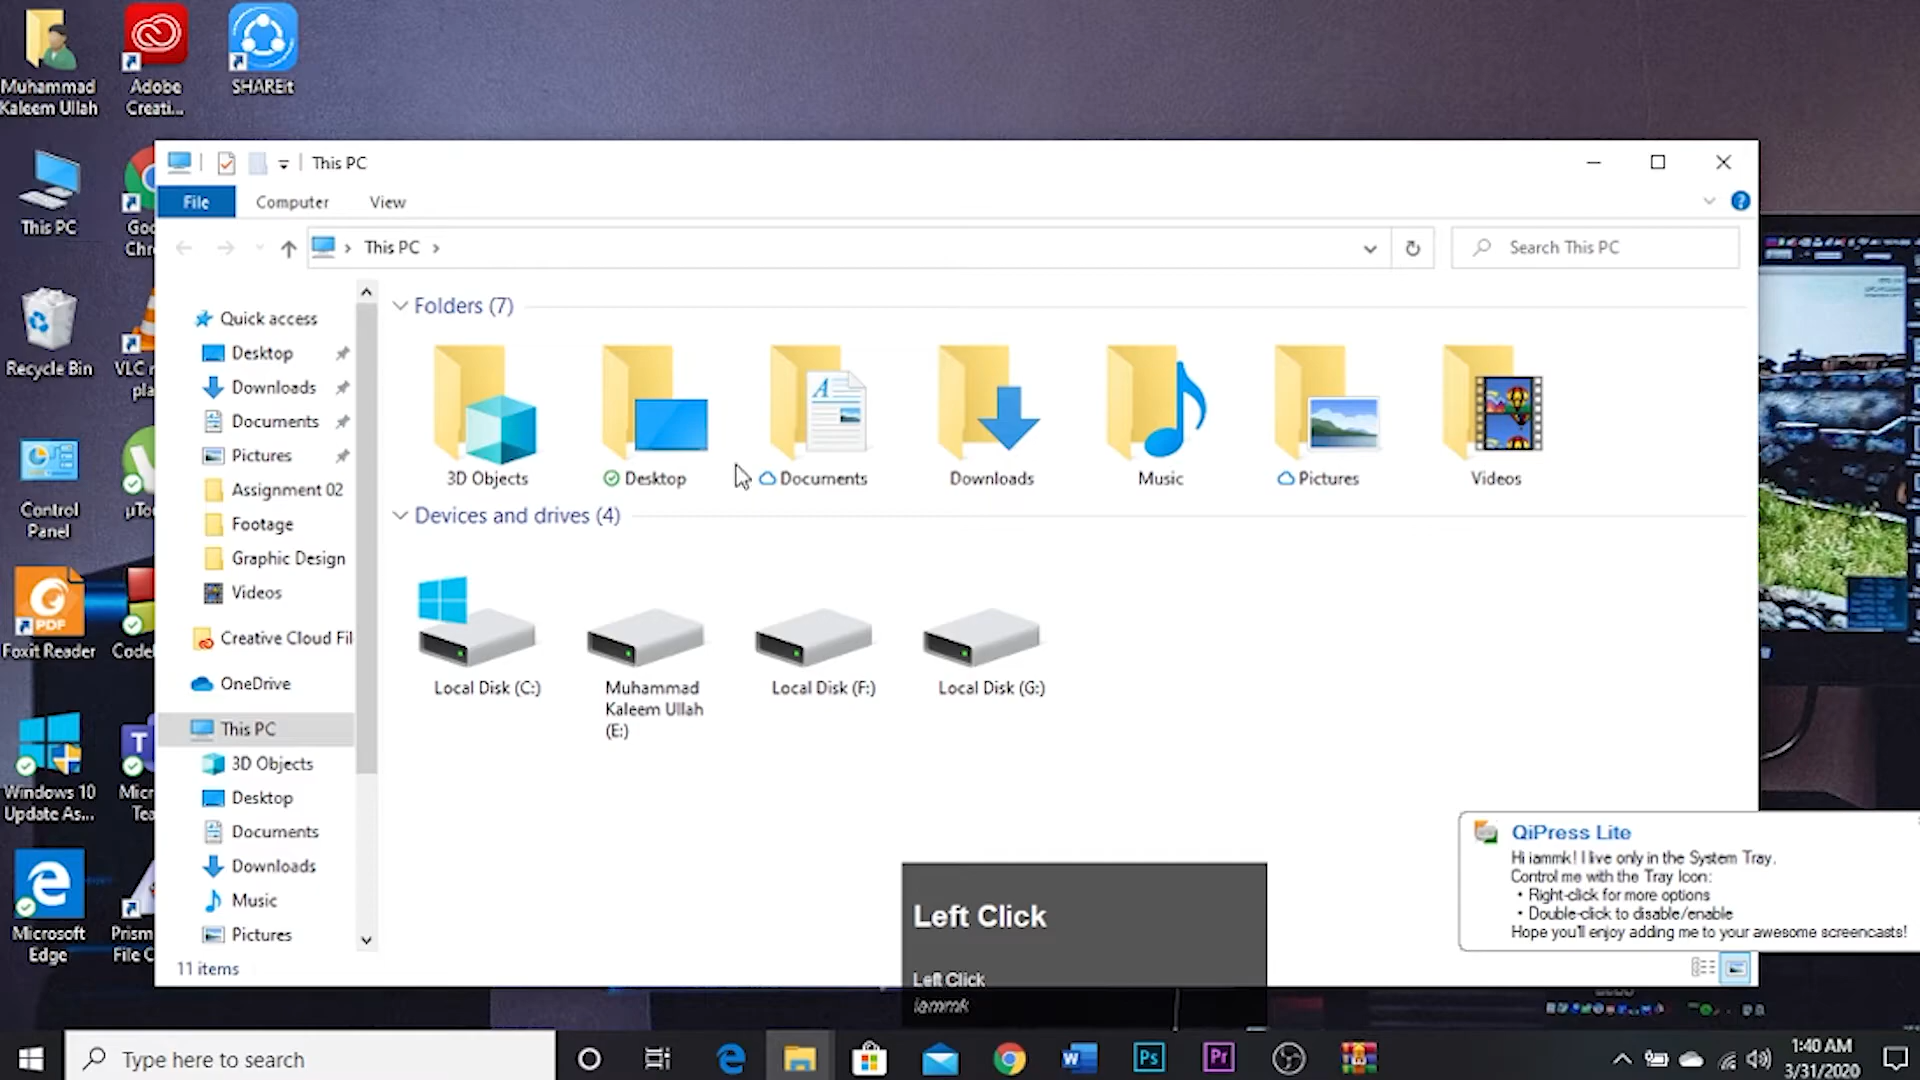 Muhammad
Kaleem Ullah
Adobe
Creati...
SHAREit
This PC
Recycle Bin
Control
Panel
Foxit Reader
PDF
Windows 10
Update As...
Microsoft
Edge
Goo
Chr
VLC
pla
μTo
Code
T
Micr
Tea
Prism
File C
This PC
File
Computer
View
This PC
Search This PC
Quick access
Desktop
Downloads
Documents
Pictures
Assignment 02
Footage
Graphic Design
Videos
Creative Cloud Fil
OneDrive
This PC
3D Objects
Desktop
Documents
Downloads
Music
Pictures
11 items
Folders (7)
3D Objects
Desktop
Documents
Downloads
Music
Pictures
Videos
Devices and drives (4)
Local Disk (C:)
Muhammad
Kaleem Ullah
(E:)
Local Disk (F:)
Local Disk (G:)
Left Click
Left Click
iammk
QiPress Lite
Hi iammk! I live only in the System Tray.
Control me with the Tray Icon:
• Right-click for more options
• Double-click to disable/enable
Hope you'll enjoy adding me to your awesome screencasts!
Type here to search
Ps
Pr
1:40 AM
3/31/2020